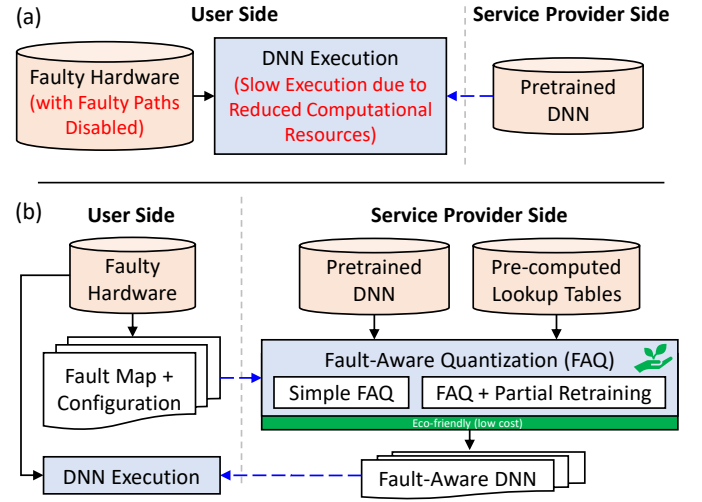 (a)
User Side
Service Provider Side
Faulty Hardware
(with Faulty Paths
Disabled)
DNN Execution
(Slow Execution due to
Reduced Computational
Resources)
Pretrained
DNN
(b)
User Side
Service Provider Side
Faulty
Hardware
Pretrained
DNN
Pre-computed
Lookup Tables
Fault Map +
Configuration
Fault-Aware Quantization (FAQ)
Simple FAQ
FAQ + Partial Retraining
Eco-friendly (low cost)
DNN Execution
Fault-Aware DNN